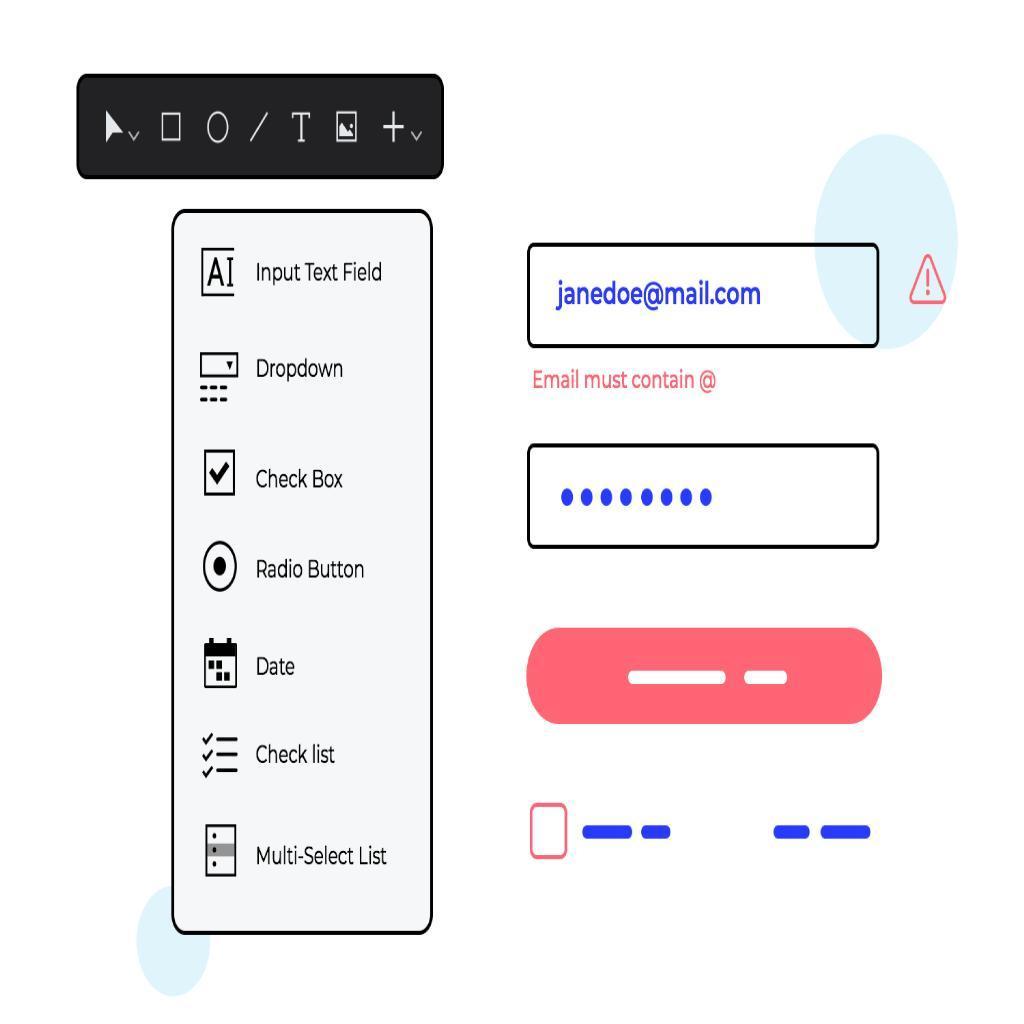 Input Text Field
Dropdown
Check Box
Radio Button
Date
Check list
Multi-Select List
janedoe@mail.com
Email must contain @